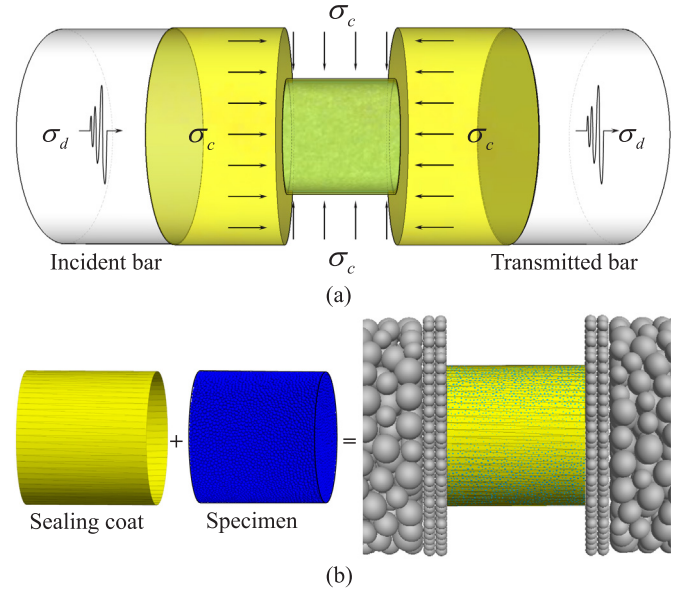 σc
σd σc σc σd
σc
Incident bar Transmitted bar
(a)
+ =
Sealing coat Specimen
(b)